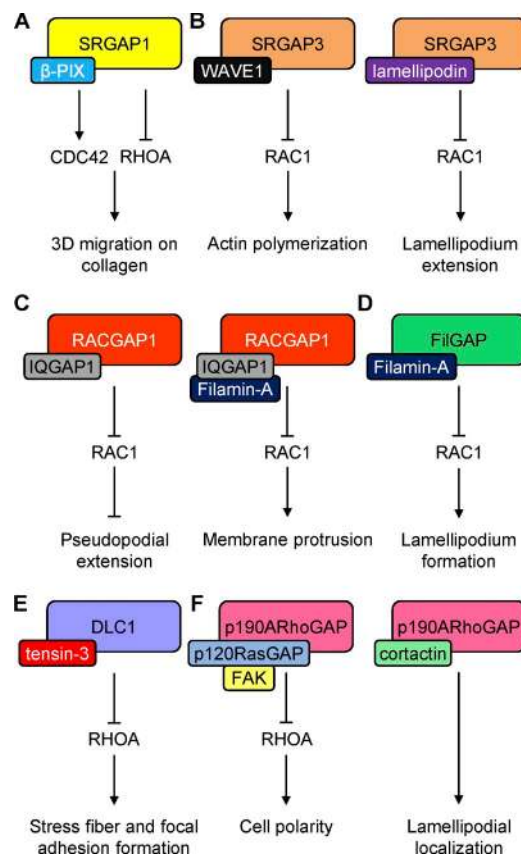 A
SRGAP1
β-PIX
CDC42 RHOA
3D migration on
collagen
B
SRGAP3
WAVE1
RAC1
Actin polymerization
SRGAP3
lamellipodin
RAC1
Lamellipodium
extension
C
RACGAP1
IQGAP1
RAC1
Pseudopodial
extension
RACGAP1
IQGAP1
Filamin-A
RAC1
Membrane protrusion
D
FilGAP
Filamin-A
RAC1
Lamellipodium
formation
E
DLC1
tensin-3
RHOA
Stress fiber and focal
adhesion formation
F
p190ARhoGAP
p120RasGAP
FAK
RHOA
Cell polarity
p190ARhoGAP
cortactin
Lamellipodial
localization